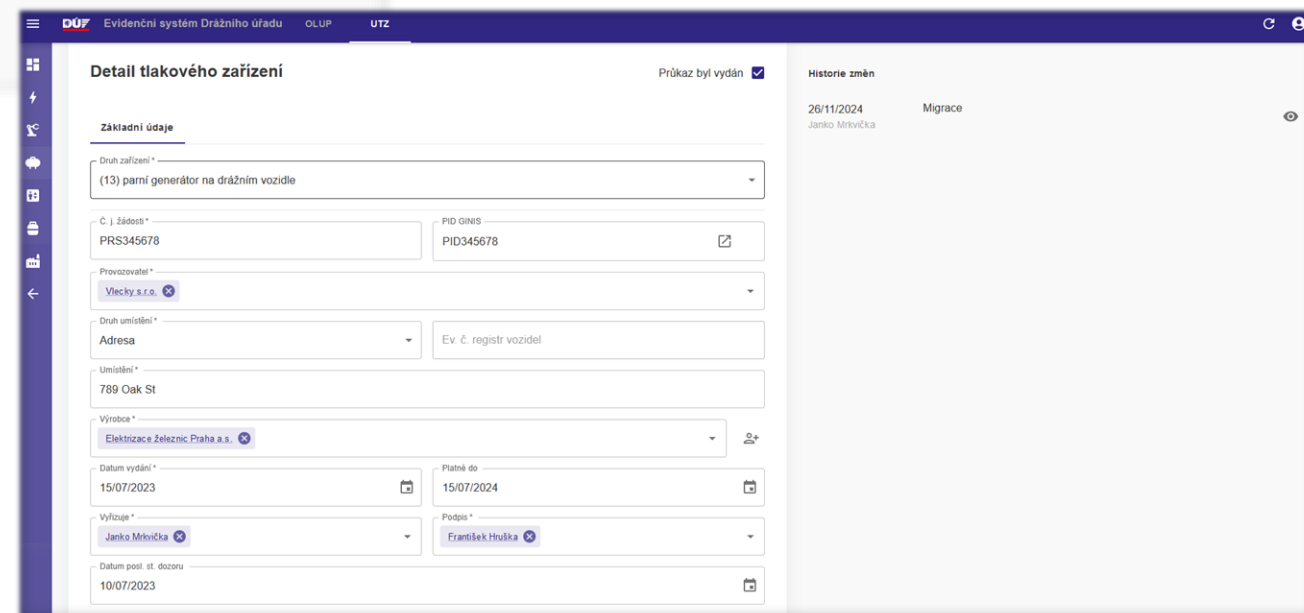 DÚ Evidenční systém Drážního úřadu OLUP UTZ
Detail tlakového zařízení
Průkaz byl vydán
Základní údaje
Druh zařízení *
(13) parní generátor na drážním vozidle
Č. j. žádosti * PID GINIS
PRS345678 PID345678
Provozovatel *
Vlecky s.r.o.
Druh umístění *
Adresa Ev. č. registr vozidel
Umístění *
789 Oak St
Výrobce *
Elektrizace železnic Praha a.s.
Datum vydání * Platné do
15/07/2023 15/07/2024
Vyřizuje * Podpis *
Janko Mrkvička František Hruška
Datum posl. st. dozoru
10/07/2023
Historie změn
26/11/2024 Migrace
Janko Mrkvička